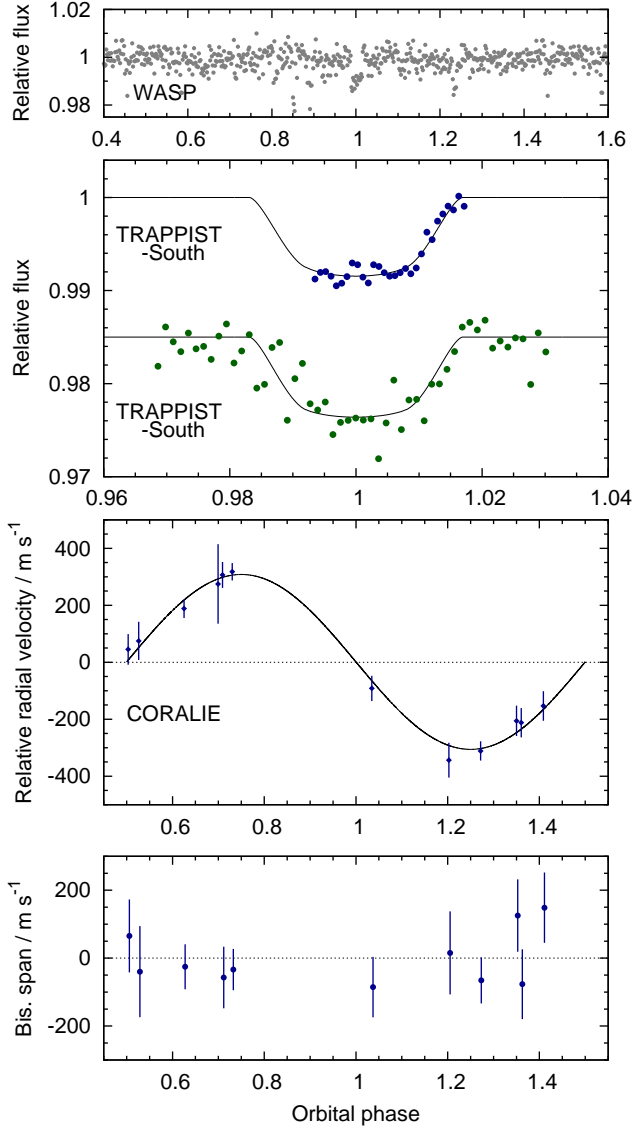 1.02
1
0.98
Relative flux
WASP
0.4 0.6 0.8 1 1.2 1.4 1.6
1
0.99
0.98
0.97
Relative flux
TRAPPIST
-South
TRAPPIST
-South
0.96 0.98 1 1.02 1.04
400
200
0
-200
-400
Relative radial velocity / m s-1
CORALIE
0.6 0.8 1 1.2 1.4
200
0
-200
Bis. span / m s-1
0.6 0.8 1 1.2 1.4
Orbital phase